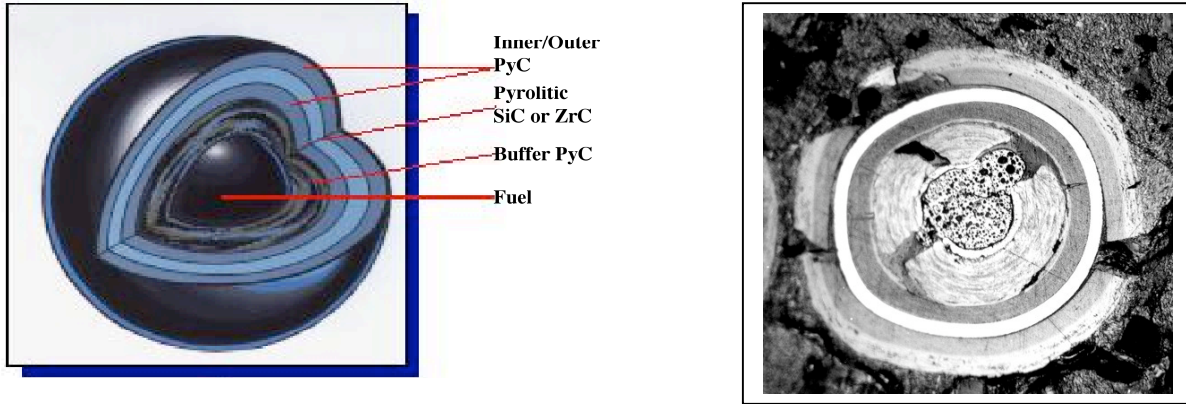 Inner/Outer
PyC
Pyrolitic
SiC or ZrC
Buffer PyC
Fuel